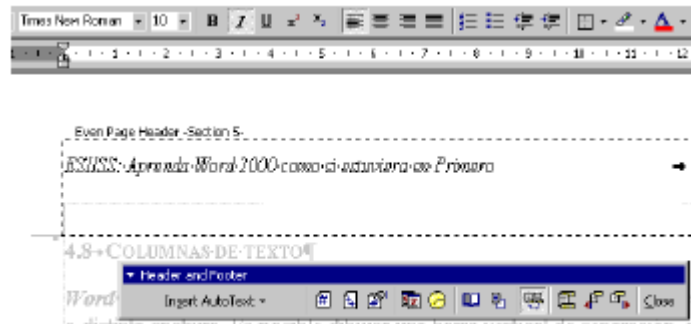 Times New Roman 10 B I U x² x₂
1 2 3 4 5 6 7 8 9 10 11 12
Even Page Header -Section 5-
ESIISS: Aprenda Word 2000 como si estuviera en Primero
4.8 COLUMNAS DE TEXTO¶
Header and Footer
Word
Insert AutoText Close